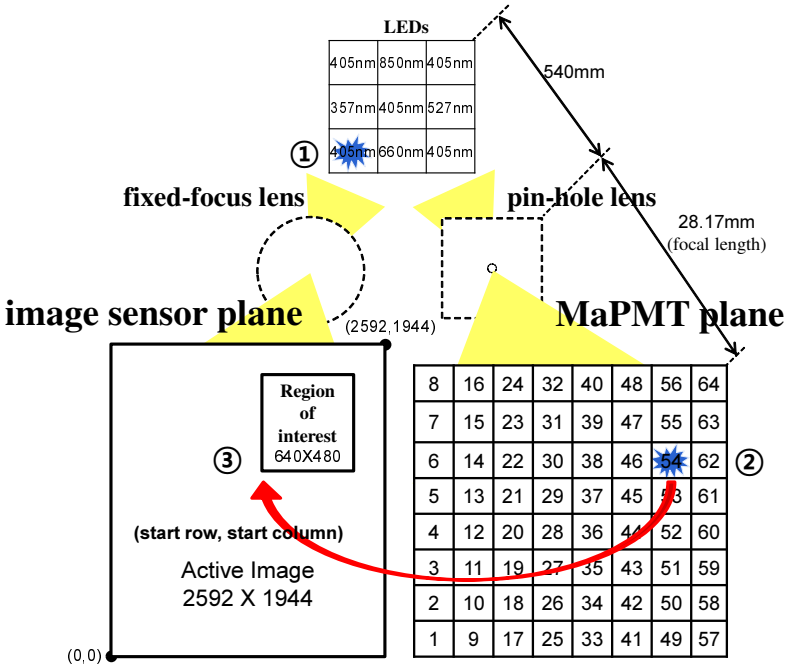 LEDs
405nm 850nm 405nm
357nm 405nm 527nm
405nm 660nm 405nm
①
540mm
fixed-focus lens
pin-hole lens
28.17mm
(focal length)
image sensor plane
(2592,1944)
MaPMT plane
Region
of
interest
640X480
③
(start row, start column)
Active Image
2592 X 1944
(0,0)
8 16 24 32 40 48 56 64
7 15 23 31 39 47 55 63
6 14 22 30 38 46 54 62
②
5 13 21 29 37 45 53 61
4 12 20 28 36 44 52 60
3 11 19 27 35 43 51 59
2 10 18 26 34 42 50 58
1 9 17 25 33 41 49 57